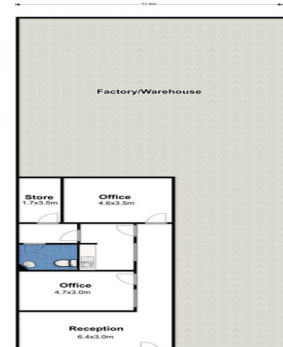 Factory/Warehouse
Store
1.7x3.5m
Office
4.6x3.5m
Office
4.7x3.0m
Reception
6.4x3.0m